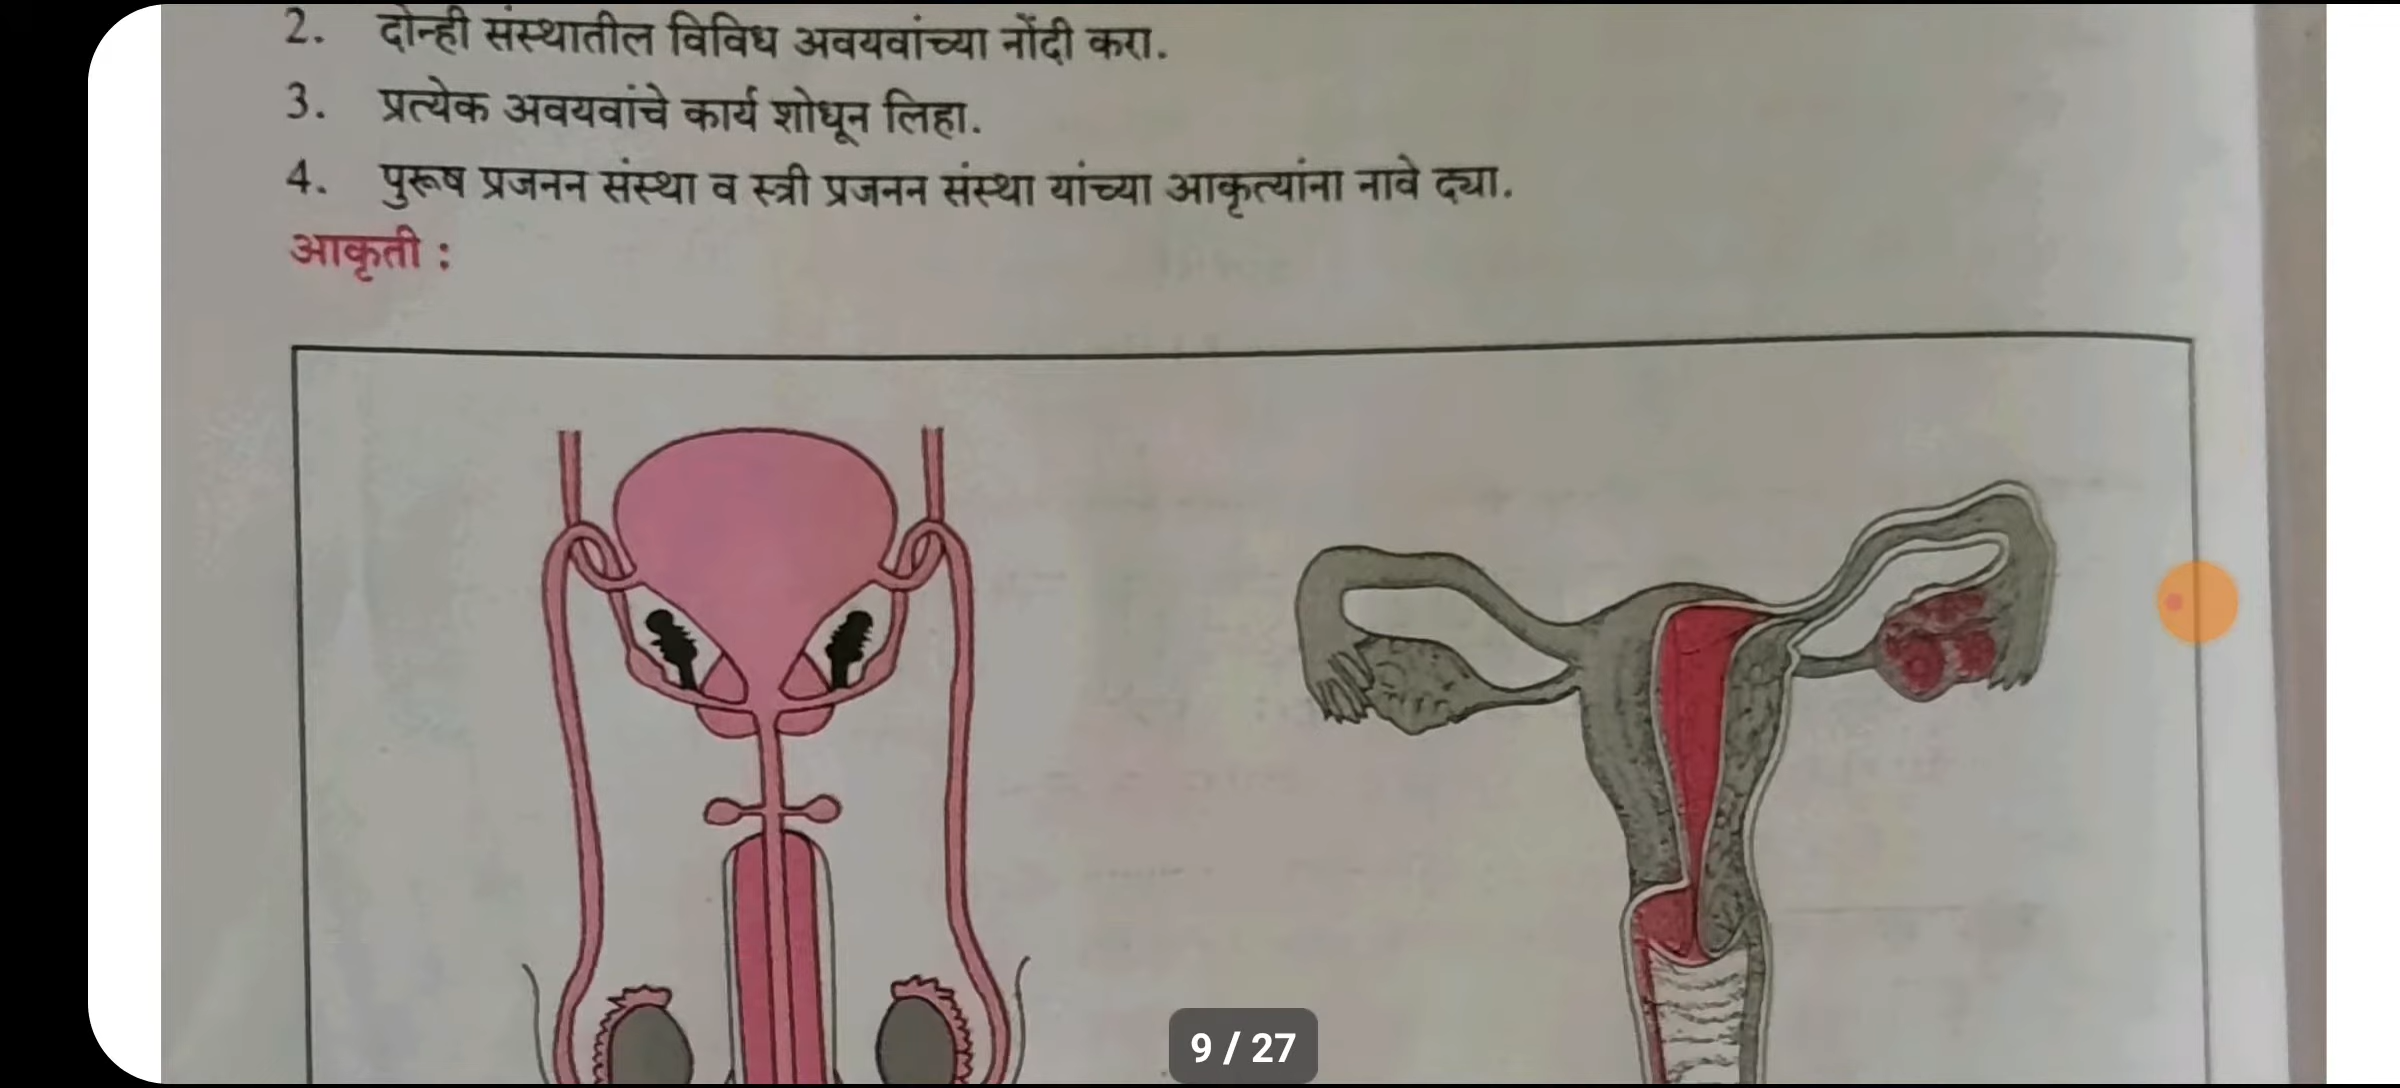 2. दोन्ही संस्थातील विविध अवयवांच्या नोंदी करा.
3. प्रत्येक अवयवांचे कार्य शोधून लिहा.
4. पुरूष प्रजनन संस्था व स्त्री प्रजनन संस्था यांच्या आकृत्यांना नावे द्या.
आकृती :
9 / 27